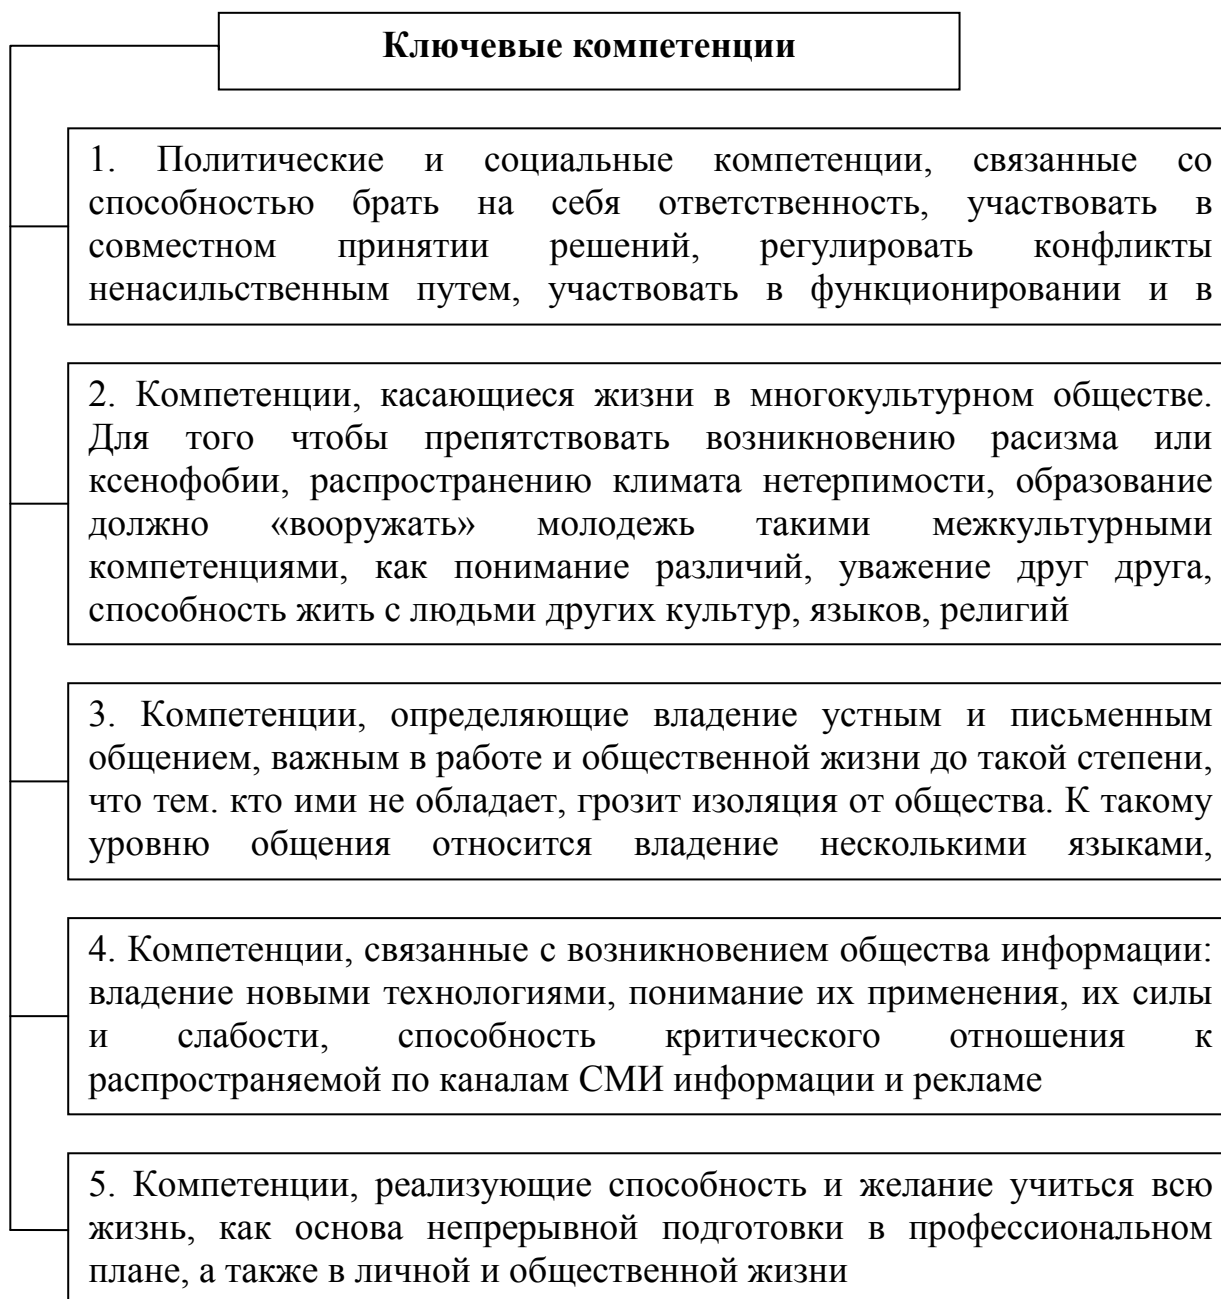 Ключевые компетенции
1. Политические и социальные компетенции, связанные со
способностью брать на себя ответственность, участвовать в
совместном принятии решений, регулировать конфликты
ненасильственным путем, участвовать в функционировании и в
2. Компетенции, касающиеся жизни в многокультурном обществе.
Для того чтобы препятствовать возникновению расизма или
ксенофобии, распространению климата нетерпимости, образование
должно «вооружать» молодежь такими межкультурными
компетенциями, как понимание различий, уважение друг друга,
способность жить с людьми других культур, языков, религий
3. Компетенции, определяющие владение устным и письменным
общением, важным в работе и общественной жизни до такой степени,
что тем. кто ими не обладает, грозит изоляция от общества. К такому
уровню общения относится владение несколькими языками,
4. Компетенции, связанные с возникновением общества информации:
владение новыми технологиями, понимание их применения, их силы
и слабости, способность критического отношения к
распространяемой по каналам СМИ информации и рекламе
5. Компетенции, реализующие способность и желание учиться всю
жизнь, как основа непрерывной подготовки в профессиональном
плане, а также в личной и общественной жизни